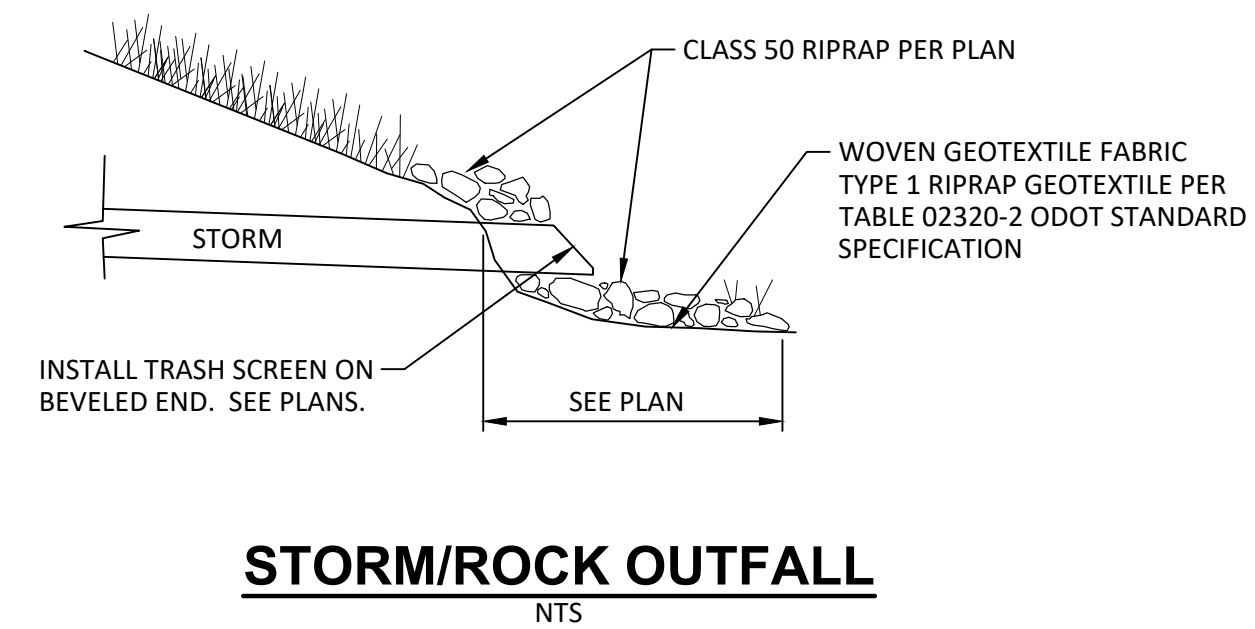 CLASS 50 RIPRAP PER PLAN
WOVEN GEOTEXTILE FABRIC
TYPE 1 RIPRAP GEOTEXTILE PER
TABLE 02320-2 ODOT STANDARD
SPECIFICATION
STORM
INSTALL TRASH SCREEN ON
BEVELED END.  SEE PLANS.
SEE PLAN
STORM/ROCK OUTFALL
NTS